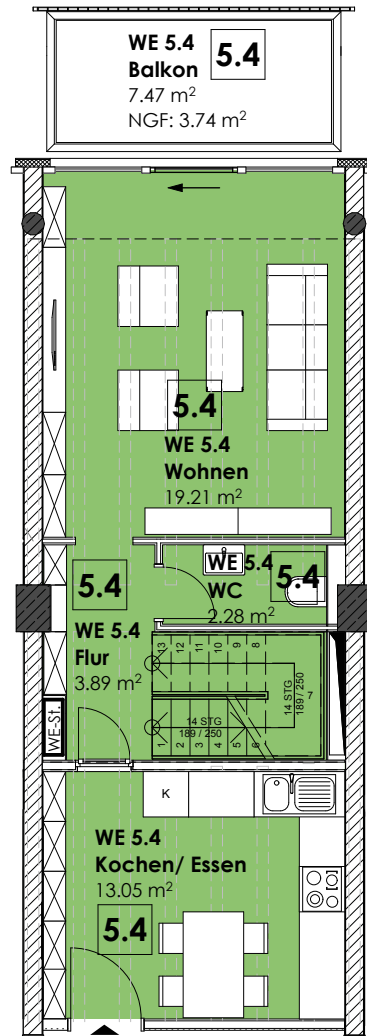 WE 5.4
Balkon
7.47 m²
NGF: 3.74 m²
5.4
5.4
WE 5.4
Wohnen
19.21 m²
WE 5.4
WC
2.28 m²
5.4
5.4
WE 5.4
Flur
3.89 m²
13 12 11 10 9 8
7
14 STG
189 / 250
14 STG
189 / 250
1 2 3 4 5 6
WE-St.
K
WE 5.4
Kochen/ Essen
13.05 m²
5.4